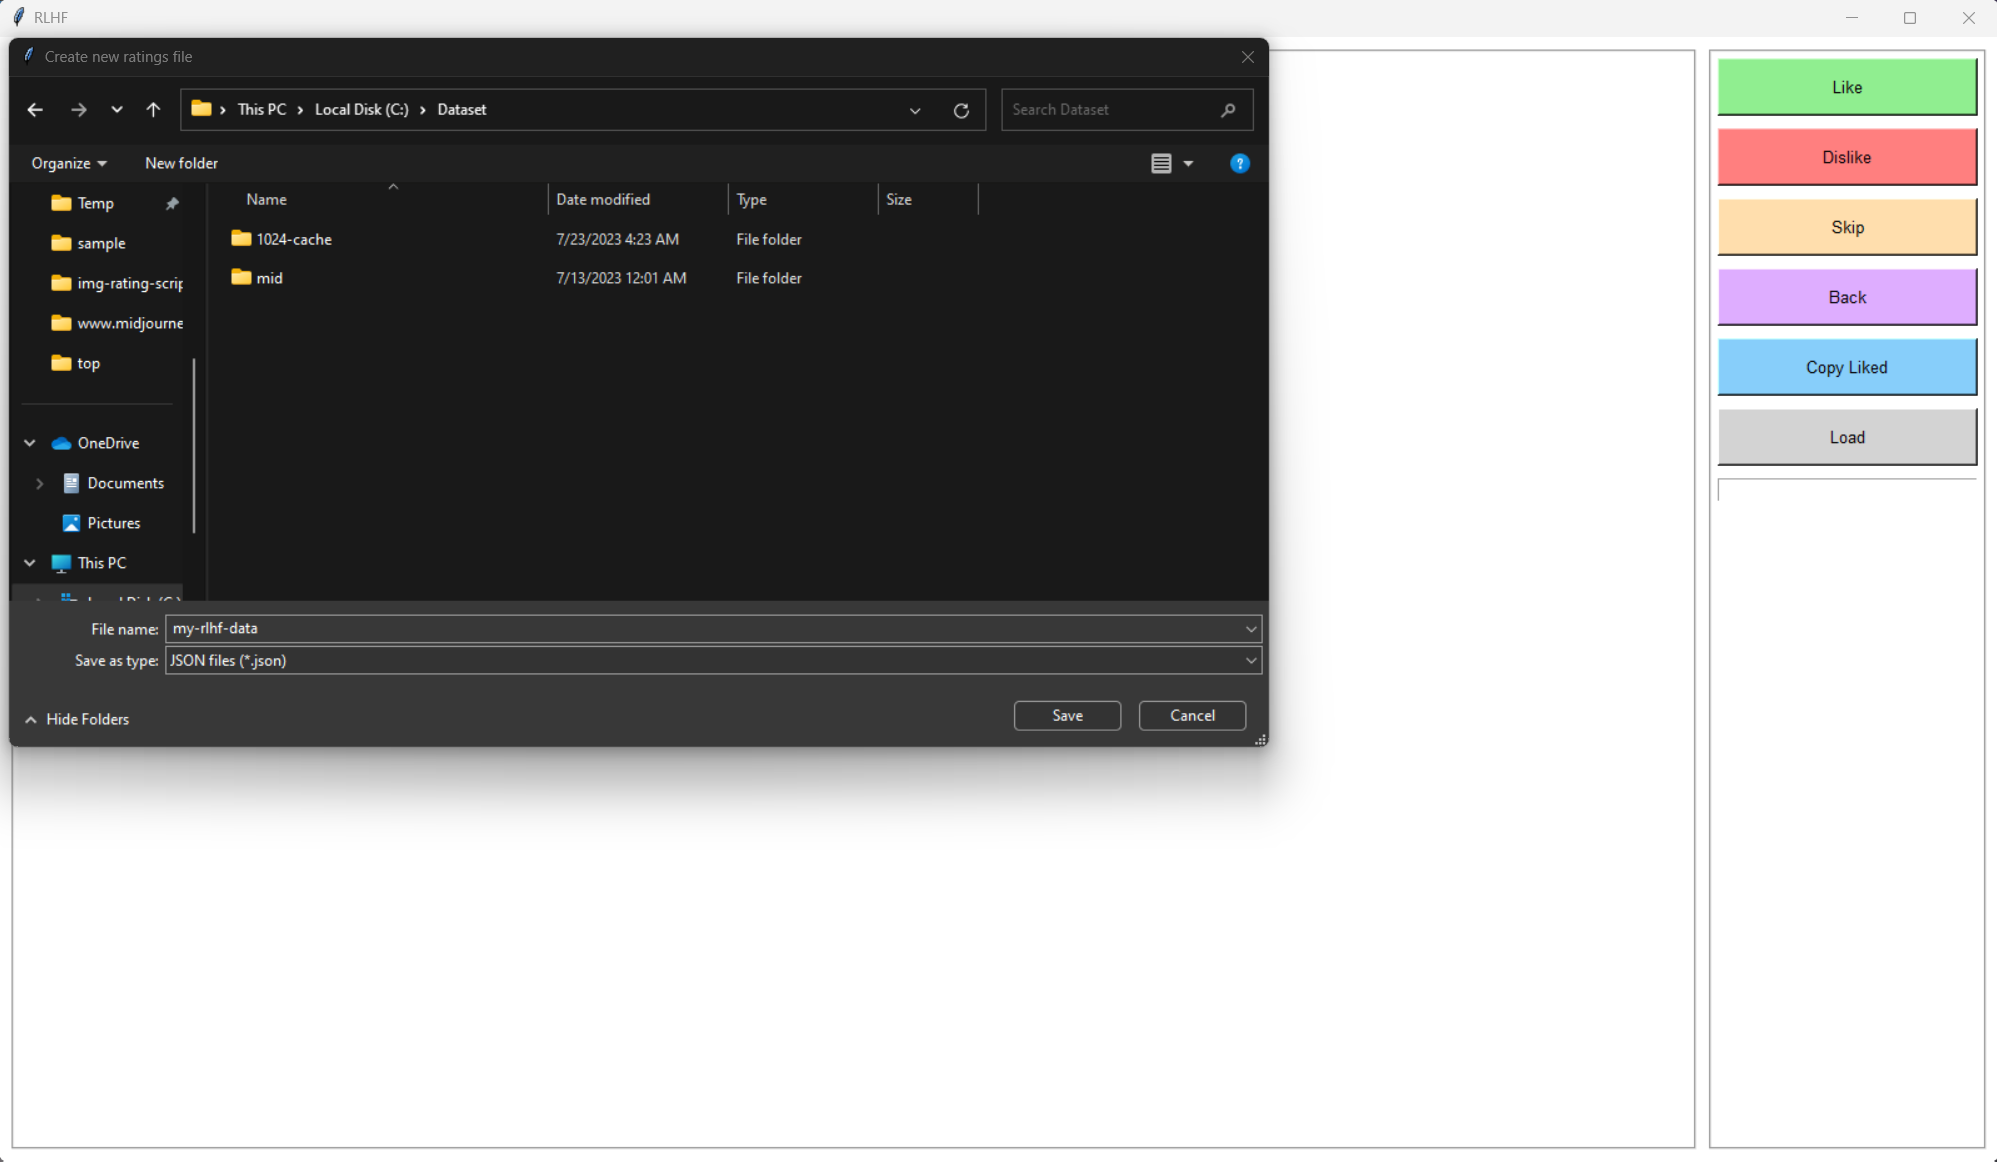 RLHF
Create new ratings file
This PC Local Disk (C:) Dataset
Search Dataset
Organize New folder
?
Name Date modified Type Size
Temp
sample
img-rating-scrip
www.midjourne
top
OneDrive
Documents
Pictures
This PC
Local Disk (C:)
1024-cache 7/23/2023 4:23 AM File folder
mid 7/13/2023 12:01 AM File folder
File name: my-rlhf-data
Save as type: JSON files (*.json)
Hide Folders
Save Cancel
Like
Dislike
Skip
Back
Copy Liked
Load